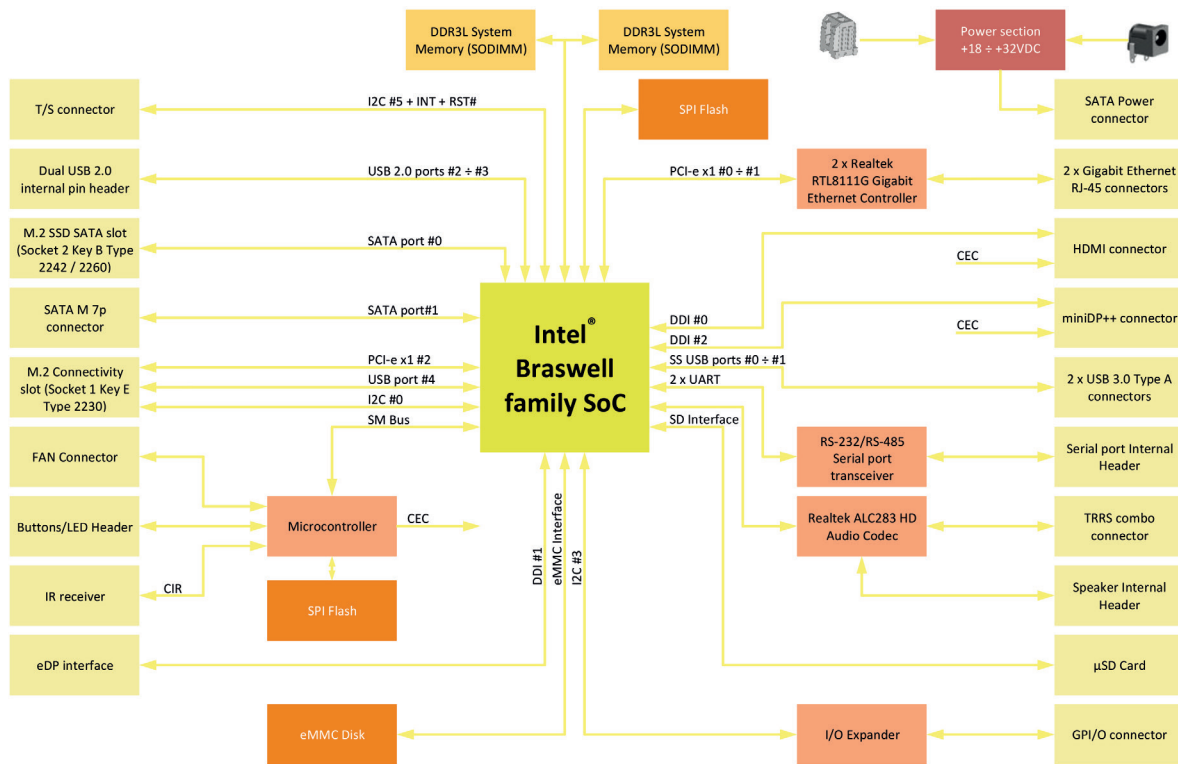 DDR3L System
Memory (SODIMM)
DDR3L System
Memory (SODIMM)
Power section
+18 ÷ +32VDC
T/S connector
I2C #5 + INT + RST#
SPI Flash
SATA Power
connector
Dual USB 2.0
internal pin header
USB 2.0 ports #2 ÷ #3
PCI-e x1 #0 ÷ #1
2 x Realtek
RTL8111G Gigabit
Ethernet Controller
2 x Gigabit Ethernet
RJ-45 connectors
M.2 SSD SATA slot
(Socket 2 Key B Type
2242 / 2260)
SATA port #0
HDMI connector
CEC
SATA M 7p
connector
SATA port#1
Intel®
Braswell
family SoC
DDI #0
DDI #2
miniDP++ connector
CEC
M.2 Connectivity
slot (Socket 1 Key E
Type 2230)
PCI-e x1 #2
USB port #4
I2C #0
SM Bus
SS USB ports #0 ÷ #1
2 x UART
SD Interface
2 x USB 3.0 Type A
connectors
FAN Connector
RS-232/RS-485
Serial port
transceiver
Serial port Internal
Header
Buttons/LED Header
Microcontroller
CEC
Realtek ALC283 HD
Audio Codec
TRRS combo
connector
IR receiver
CIR
SPI Flash
DDI #1
eMMC Interface
I2C #3
Speaker Internal
Header
eDP interface
µSD Card
eMMC Disk
I/O Expander
GPI/O connector